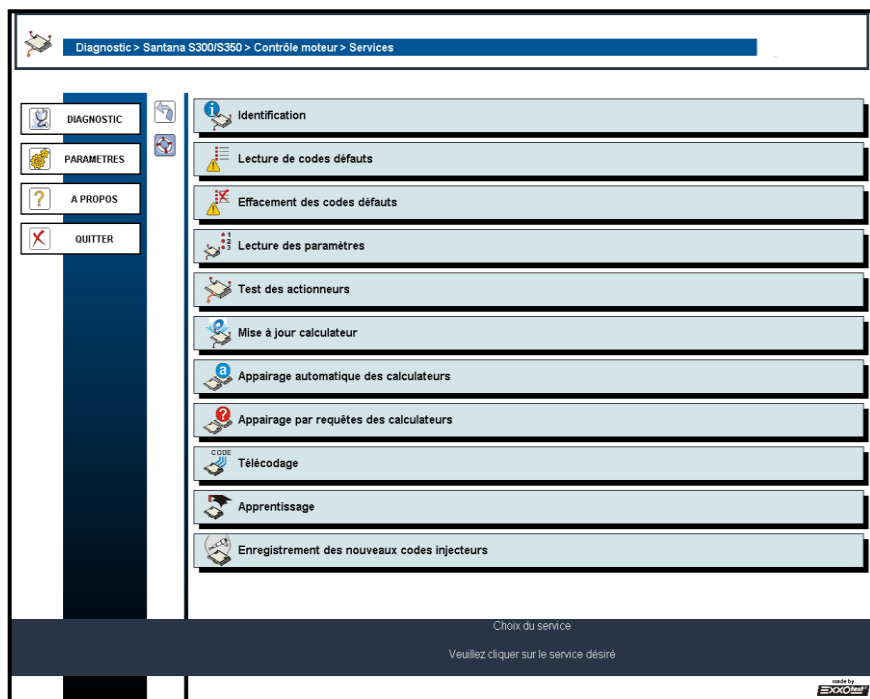 Diagnostic > Santana S300/S350 > Contrôle moteur > Services
DIAGNOSTIC
PARAMETRES
A PROPOS
QUITTER
Identification
Lecture de codes défauts
Effacement des codes défauts
1
2
3
Lecture des paramètres
Test des actionneurs
Mise à jour calculateur
a
Appairage automatique des calculateurs
?
Appairage par requêtes des calculateurs
CODE
Télécodage
Apprentissage
Enregistrement des nouveaux codes injecteurs
Choix du service
Veuillez cliquer sur le service désiré
made by
EXXOtest